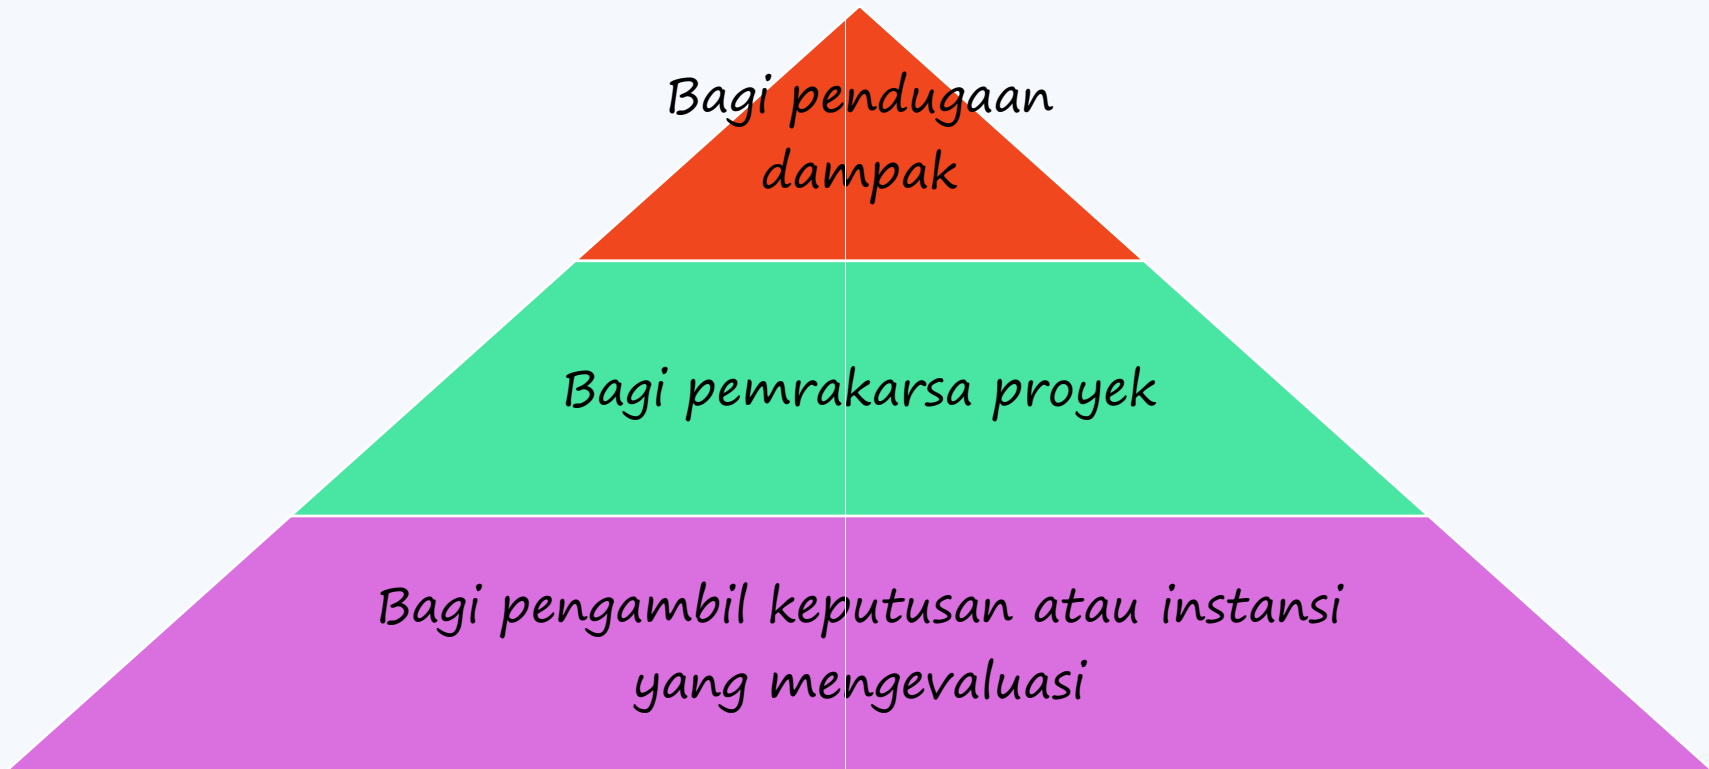 Bagi pendugaan
dampak
Bagi pemrakarsa proyek
Bagi pengambil keputusan atau instansi
yang mengevaluasi